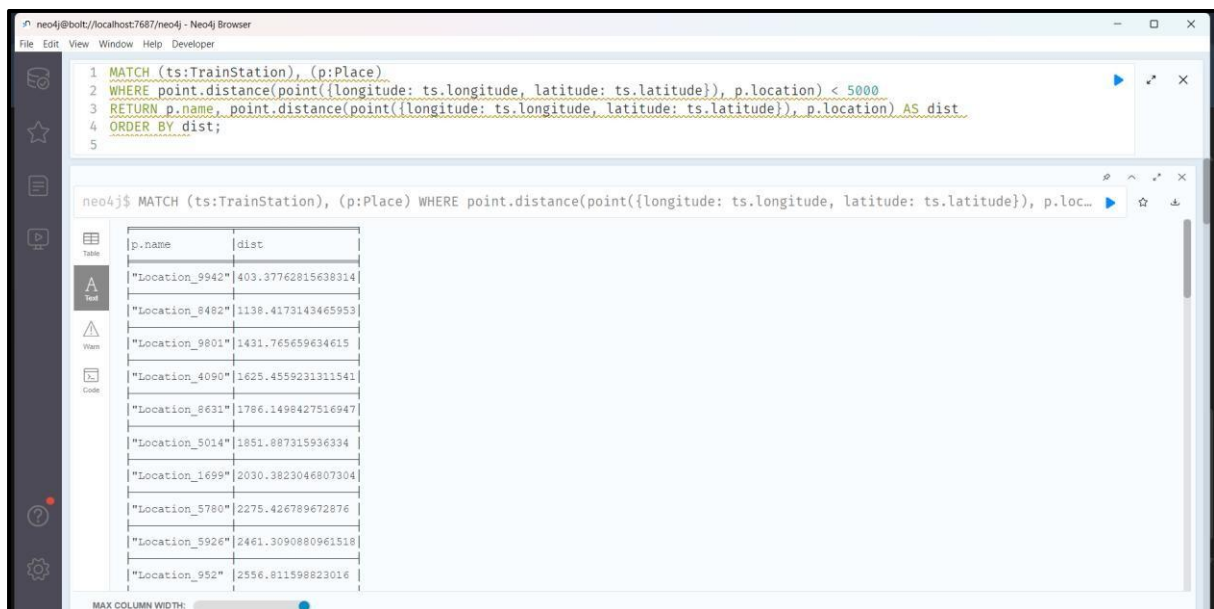 neo4j@bolt://localhost:7687/neo4j - Neo4j Browser
File Edit View Window Help Developer
1 MATCH (ts:TrainStation), (p:Place)
2 WHERE point.distance(point({longitude: ts.longitude, latitude: ts.latitude}), p.location) < 5000
3 RETURN p.name, point.distance(point({longitude: ts.longitude, latitude: ts.latitude}), p.location) AS dist
4 ORDER BY dist;
5
neo4j$ MATCH (ts:TrainStation), (p:Place) WHERE point.distance(point({longitude: ts.longitude, latitude: ts.latitude}), p.loc…
Table
A
Text
Warn
Code
|p.name |dist |
|"Location_9942"|403.37762815638314|
|"Location_8482"|1138.4173143465953|
|"Location_9801"|1431.765659634615 |
|"Location_4090"|1625.4559231311541|
|"Location_8631"|1786.1498427516947|
|"Location_5014"|1851.887315936334 |
|"Location_1699"|2030.3823046807304|
|"Location_5780"|2275.426789672876 |
|"Location_5926"|2461.3090880961518|
|"Location_952" |2556.811598823016 |
MAX COLUMN WIDTH: